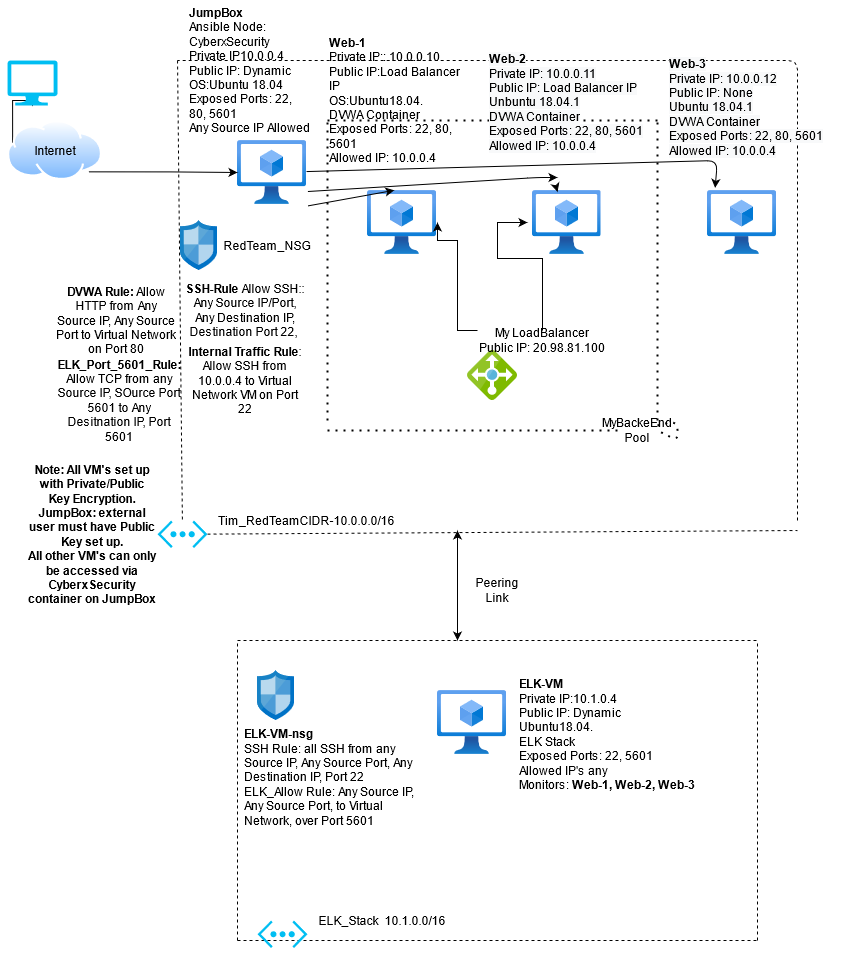 JumpBox
Ansible Node:
CyberxSecurity
Private IP10.0.0.4
Public IP: Dynamic
OS:Ubuntu 18.04
Exposed Ports: 22,
80, 5601
Any Source IP Allowed
Web-1
Private IP:: 10.0.0.10
Public IP:Load Balancer
IP
OS:Ubuntu18.04.
DVWA Container
Exposed Ports: 22, 80,
5601
Allowed IP: 10.0.0.4
Web-2
Private IP: 10.0.0.11
Public IP: Load Balancer IP
Unbuntu 18.04.1
DVWA Container
Exposed Ports: 22, 80, 5601
Allowed IP: 10.0.0.4
Web-3
Private IP: 10.0.0.12
Public IP: None
Ubuntu 18.04.1
DVWA Container
Exposed Ports: 22, 80, 5601
Allowed IP: 10.0.0.4
Internet
RedTeam_NSG
DVWA Rule: Allow
HTTP from Any
Source IP, Any Source
Port to Virtual Network
on Port 80
ELK_Port_5601_Rule:
Allow TCP from any
Source IP, SOurce Port
5601 to Any
Desitnation IP, Port
5601
SSH-Rule Allow SSH::
Any Source IP/Port,
Any Destination IP,
Destination Port 22,
Internal Traffic Rule:
Allow SSH from
10.0.0.4 to Virtual
Network VM on Port
22
My LoadBalancer
Public IP: 20.98.81.100
MyBackeEnd
Pool
Note: All VM's set up
with Private/Public
Key Encryption.
JumpBox: external
user must have Public
Key set up.
All other VM's can only
be accessed via
CyberxSecurity
container on JumpBox
Tim_RedTeamCIDR-10.0.0.0/16
Peering
Link
ELK-VM-nsg
SSH Rule: all SSH from any
Source IP, Any Source Port, Any
Destination IP, Port 22
ELK_Allow Rule: Any Source IP,
Any Source Port, to Virtual
Network, over Port 5601
ELK-VM
Private IP:10.1.0.4
Public IP: Dynamic
Ubuntu18.04.
ELK Stack
Exposed Ports: 22, 5601
Allowed IP's any
Monitors: Web-1, Web-2, Web-3
ELK_Stack 10.1.0.0/16